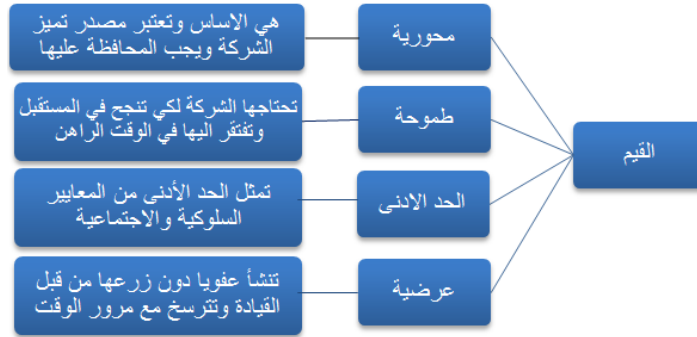 القيم
محورية
هي الاساس وتعتبر مصدر تميز
الشركة ويجب المحافظة عليها
طموحة
تحتاجها الشركة لكي تنجح في المستقبل
وتفتقر اليها في الوقت الراهن
الحد الادنى
تمثل الحد الأدنى من المعايير
السلوكية والاجتماعية
عرضية
تنشأ عفويا دون زرعها من قبل
القيادة وتترسخ مع مرور الوقت